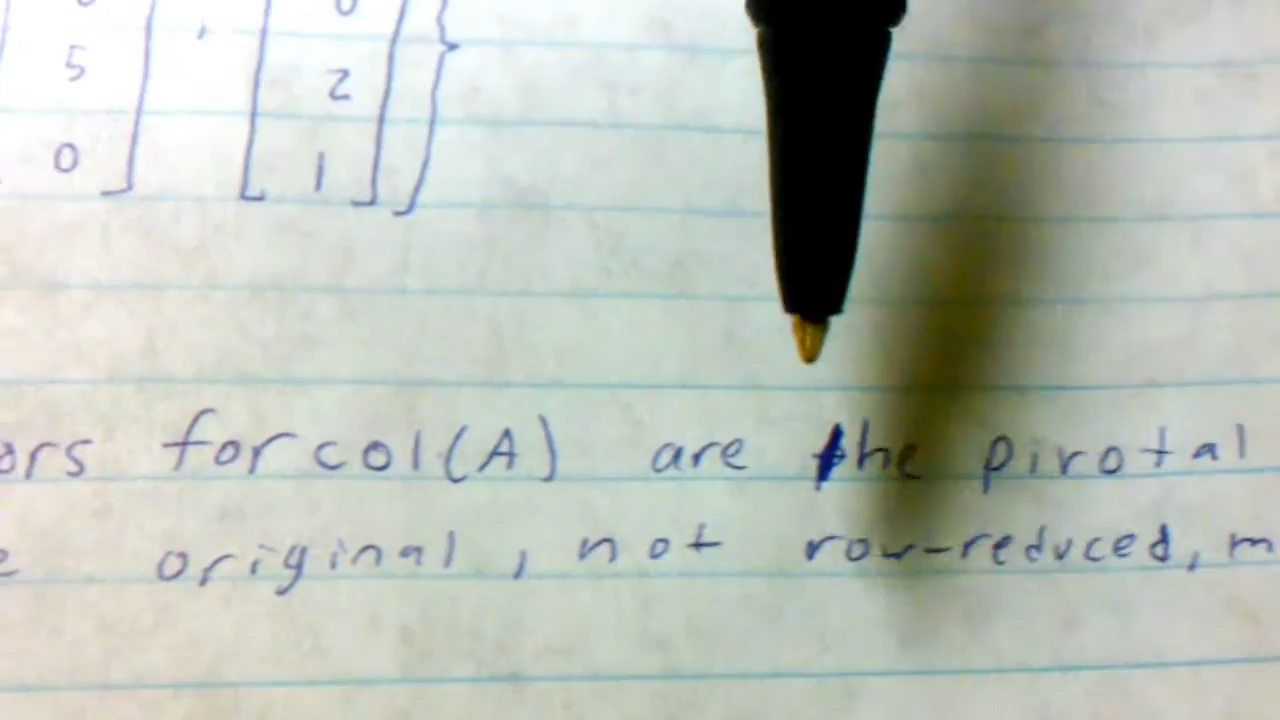 5 , 2 }
0 1
ors for col(A) are the pivotal
original, not row-reduced, m